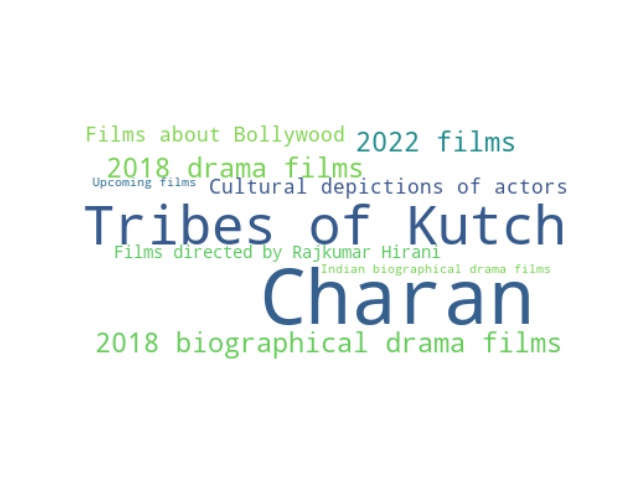 Films about Bollywood
2022 films
2018 drama films
Upcoming films
Cultural depictions of actors
Tribes of Kutch
Films directed by Rajkumar Hirani
Indian biographical drama films
Charan
2018 biographical drama films